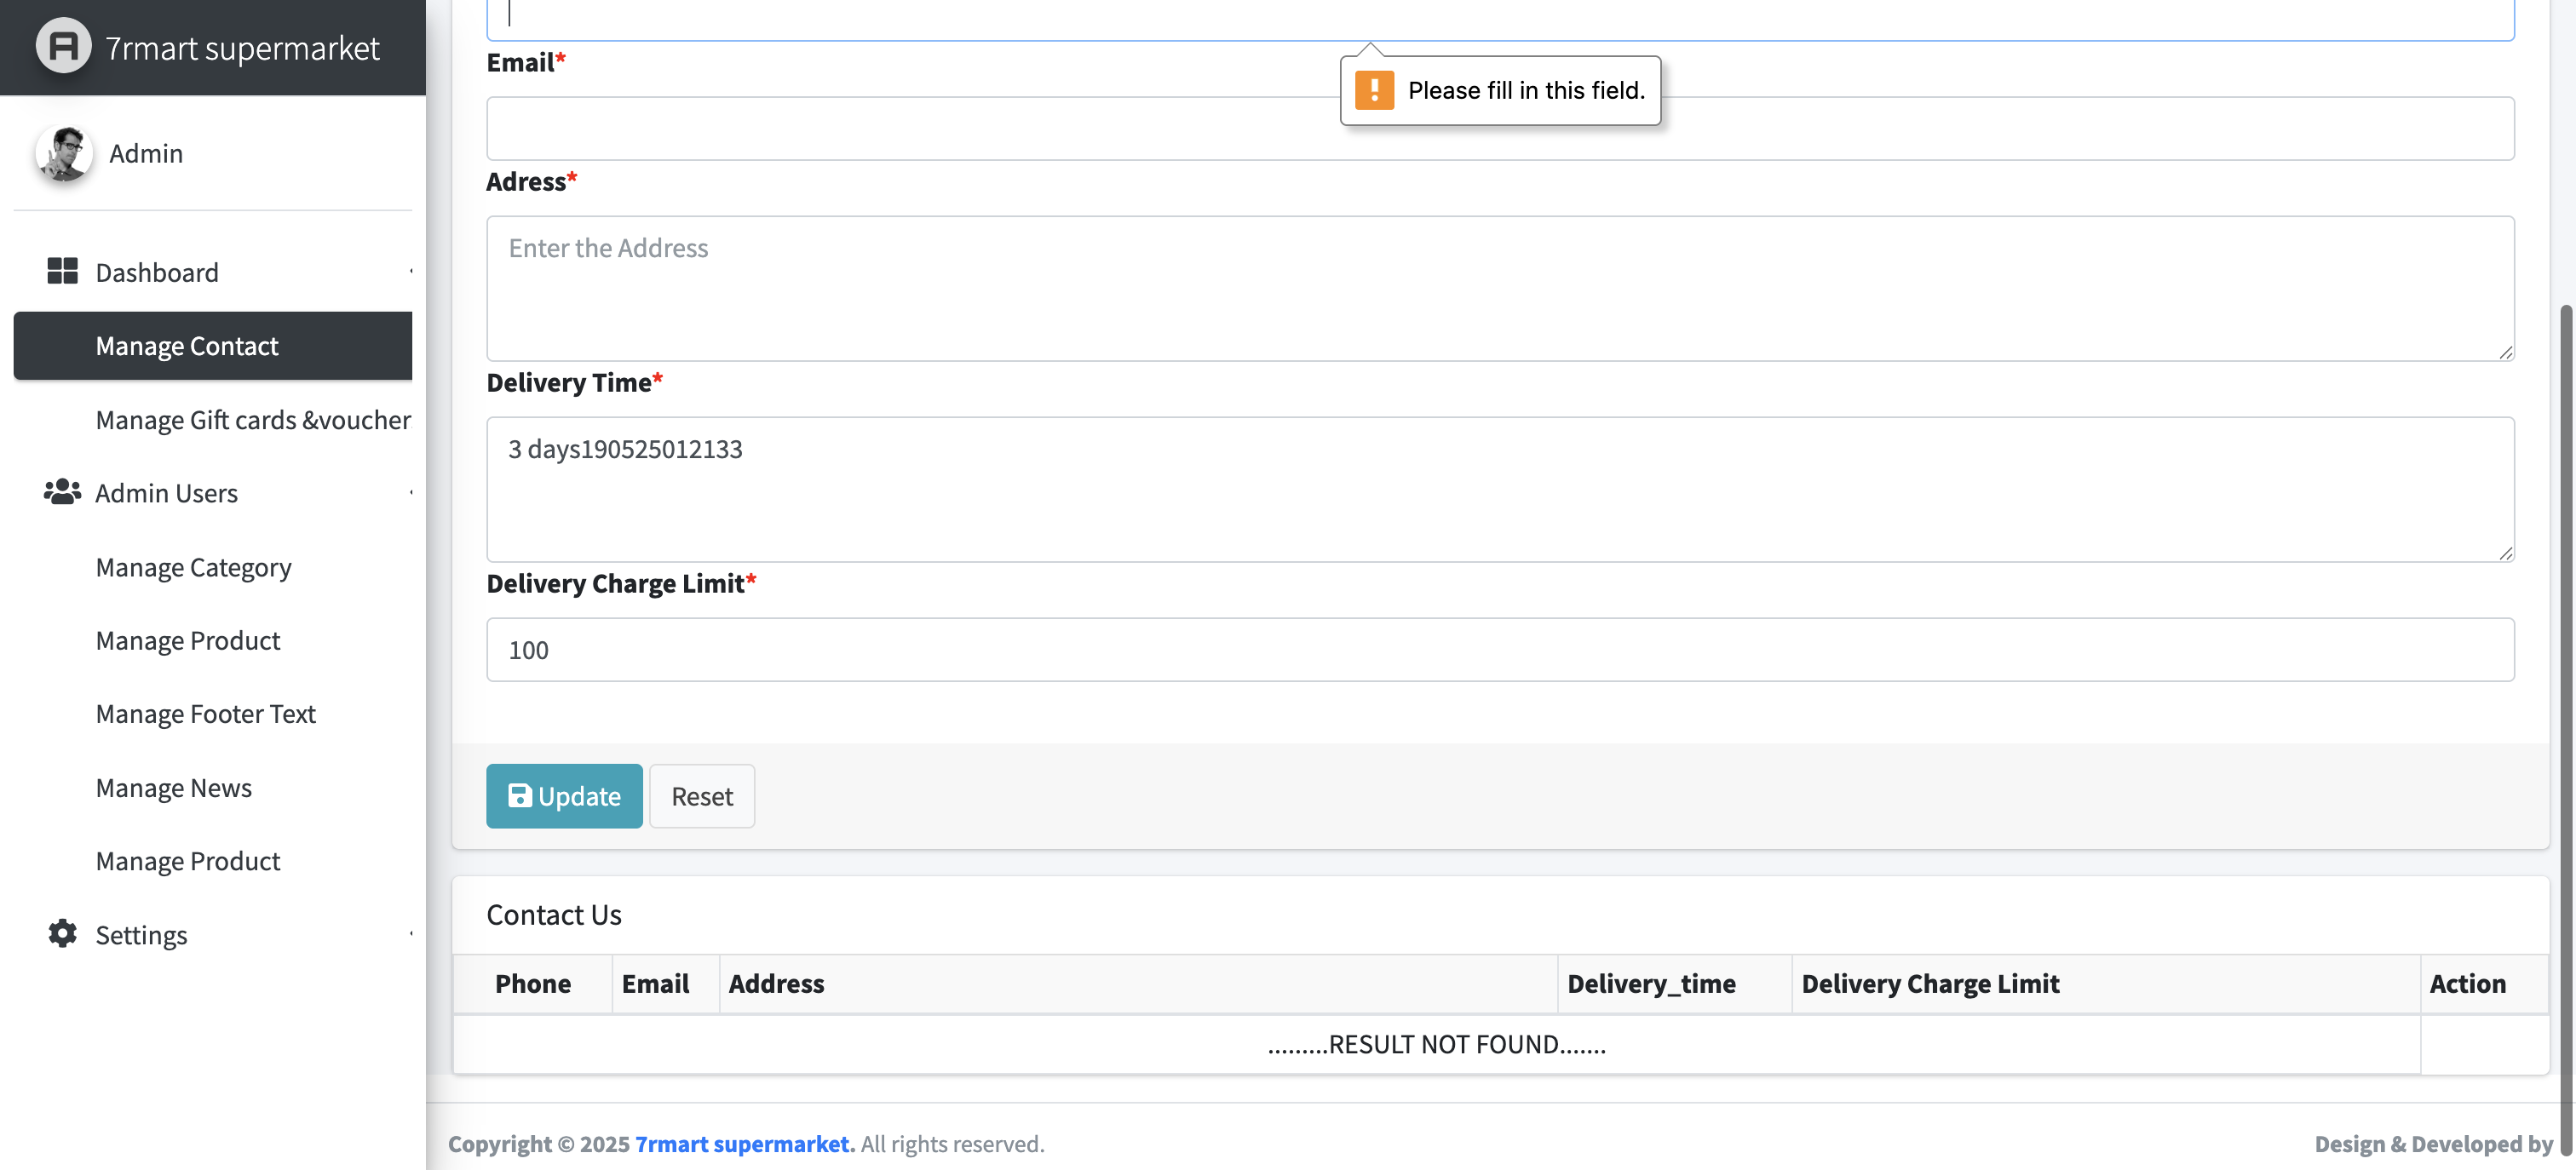 7rmart supermarket
Admin
Dashboard
Manage Contact
Manage Gift cards &voucher
Admin Users
Manage Category
Manage Product
Manage Footer Text
Manage News
Manage Product
Settings
Email*
Please fill in this field.
Adress*
Enter the Address
Delivery Time*
3 days190525012133
Delivery Charge Limit*
100
Update
Reset
Contact Us
Phone Email Address Delivery_time Delivery Charge Limit Action
.........RESULT NOT FOUND.......
Copyright © 2025 7rmart supermarket. All rights reserved.
Design & Developed by